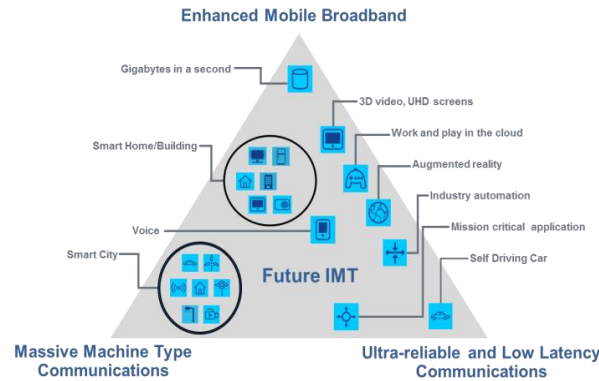 Enhanced Mobile Broadband
Gigabytes in a second
3D video, UHD screens
Smart Home/Building
Work and play in the cloud
Augmented reality
Industry automation
Voice
Mission critical application
Smart City
Self Driving Car
Future IMT
Massive Machine Type
Communications
Ultra-reliable and Low Latency
Communications